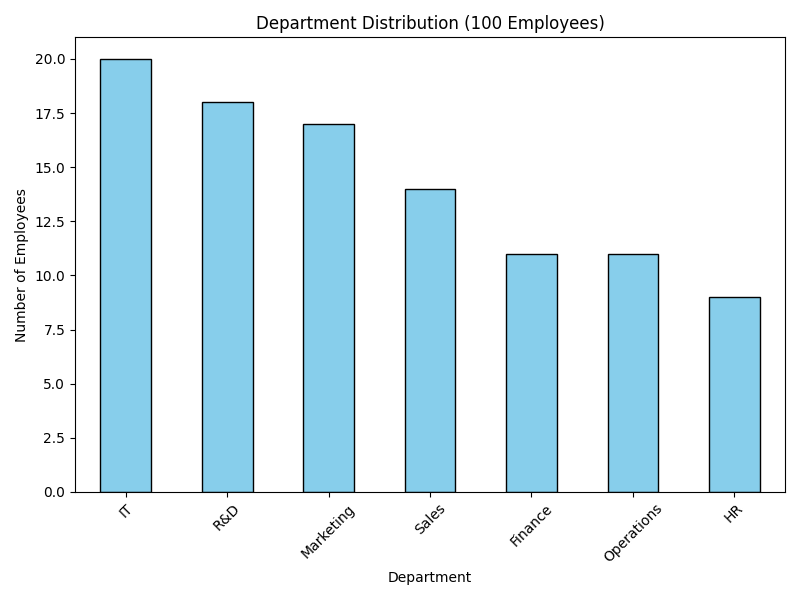 Department Distribution (100 Employees)
Number of Employees
20.0
17.5
15.0
12.5
10.0
7.5
5.0
2.5
0.0
IT
R&D
Marketing
Sales
Finance
Operations
HR
Department